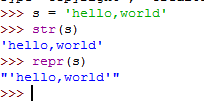 >>> s = 'hello,world'
>>> str(s)
'hello,world'
>>> repr(s)
"'hello,world'"
>>>